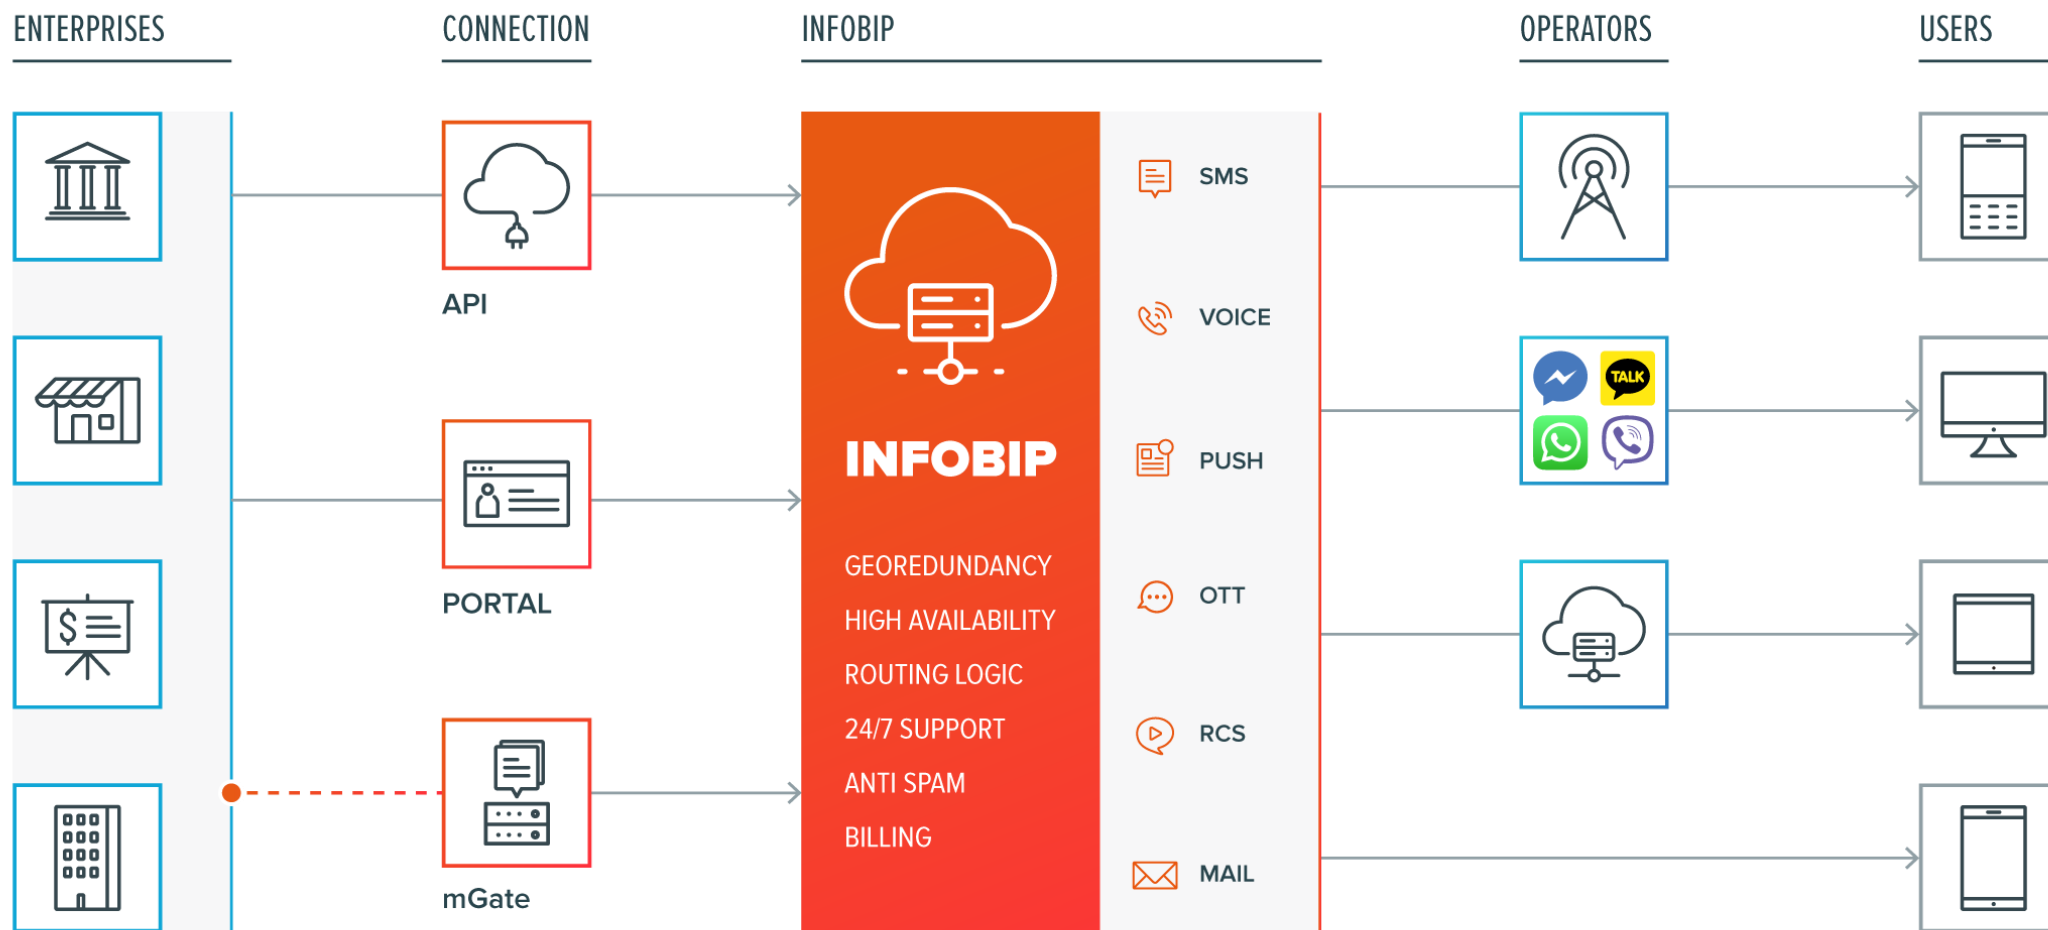 ENTERPRISES
CONNECTION
INFOBIP
OPERATORS
USERS
API
PORTAL
mGate
INFOBIP
GEOREDUNDANCY
HIGH AVAILABILITY
ROUTING LOGIC
24/7 SUPPORT
ANTI SPAM
BILLING
SMS
VOICE
PUSH
OTT
RCS
MAIL
TALK
$